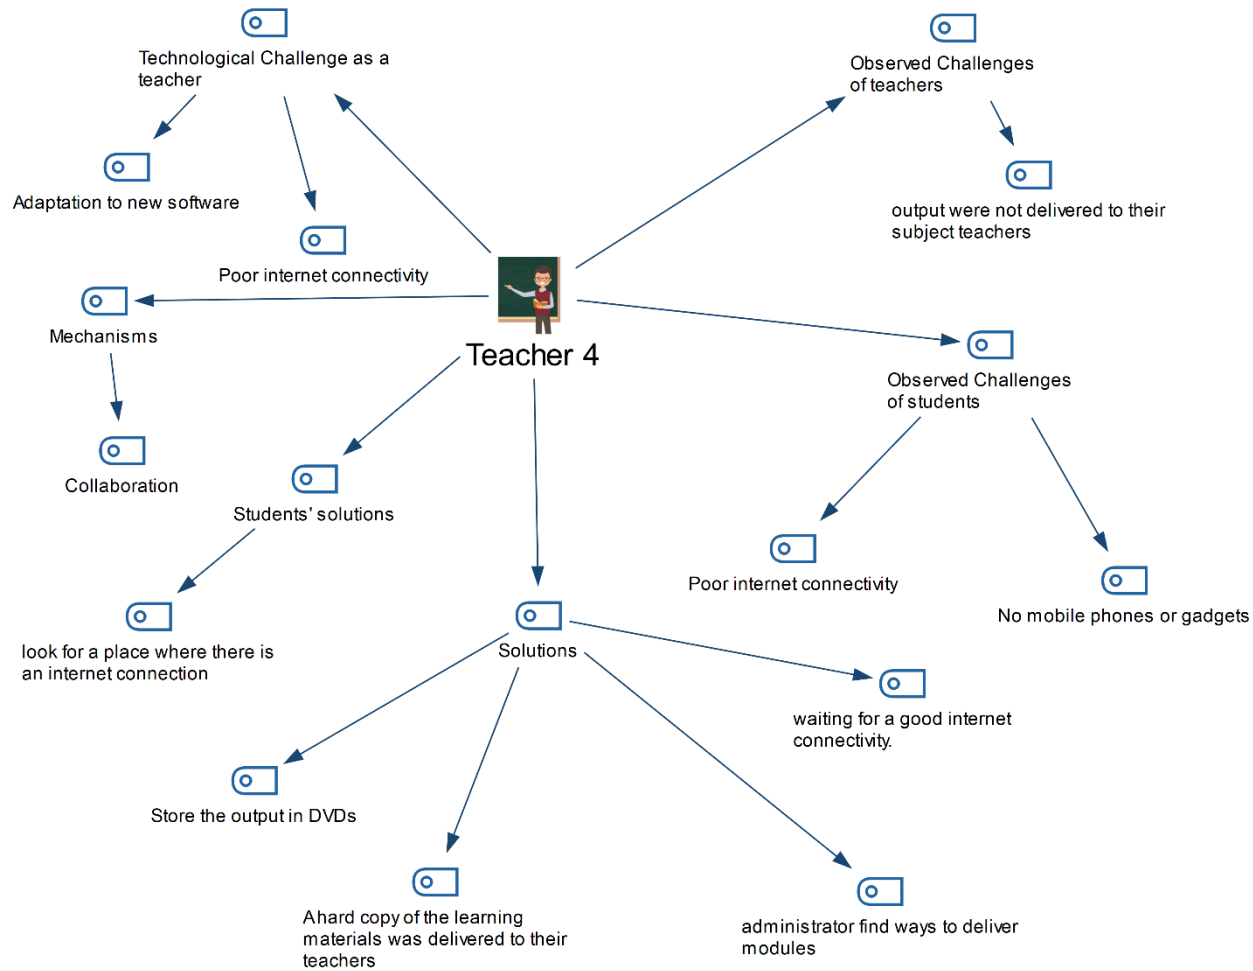 Technological Challenge as a
teacher
Observed Challenges
of teachers
Adaptation to new software
output were not delivered to their
subject teachers
Poor internet connectivity
Mechanisms
Teacher 4
Observed Challenges
of students
Collaboration
Students' solutions
Poor internet connectivity
No mobile phones or gadgets
look for a place where there is
an internet connection
Solutions
waiting for a good internet
connectivity.
Store the output in DVDs
A hard copy of the learning
materials was delivered to their
teachers
administrator find ways to deliver
modules